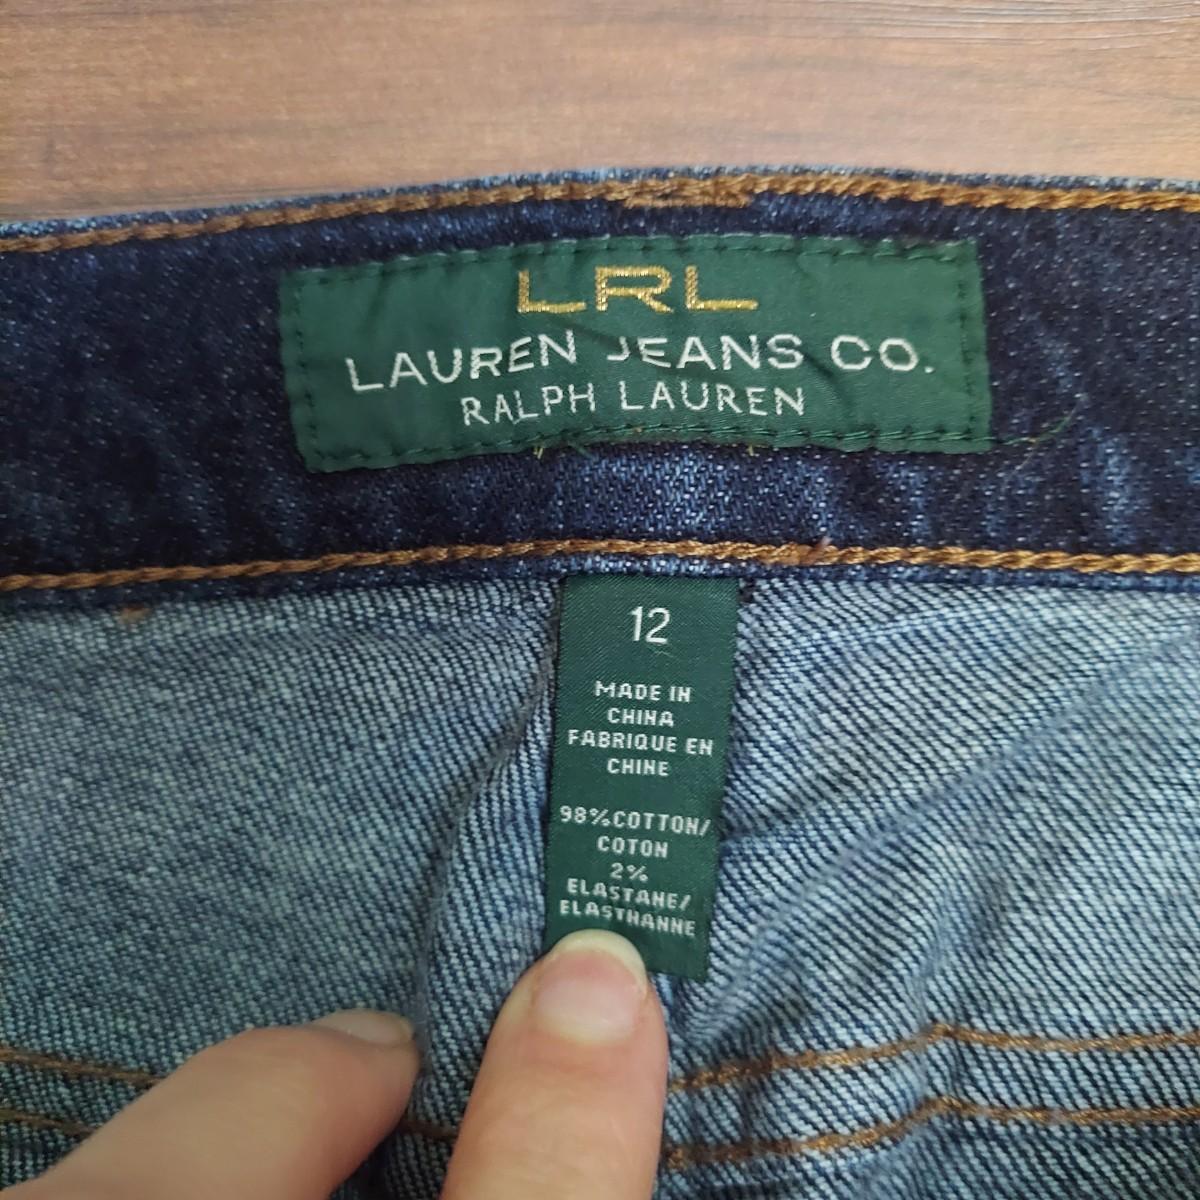 LRL
LAUREN JEANS CO.
RALPH LAUREN
12
MADE IN
CHINA
FABRIQUE EN
CHINE
98%COTTON/
COTON
2%
ELASTANE/
ELASTHANNE